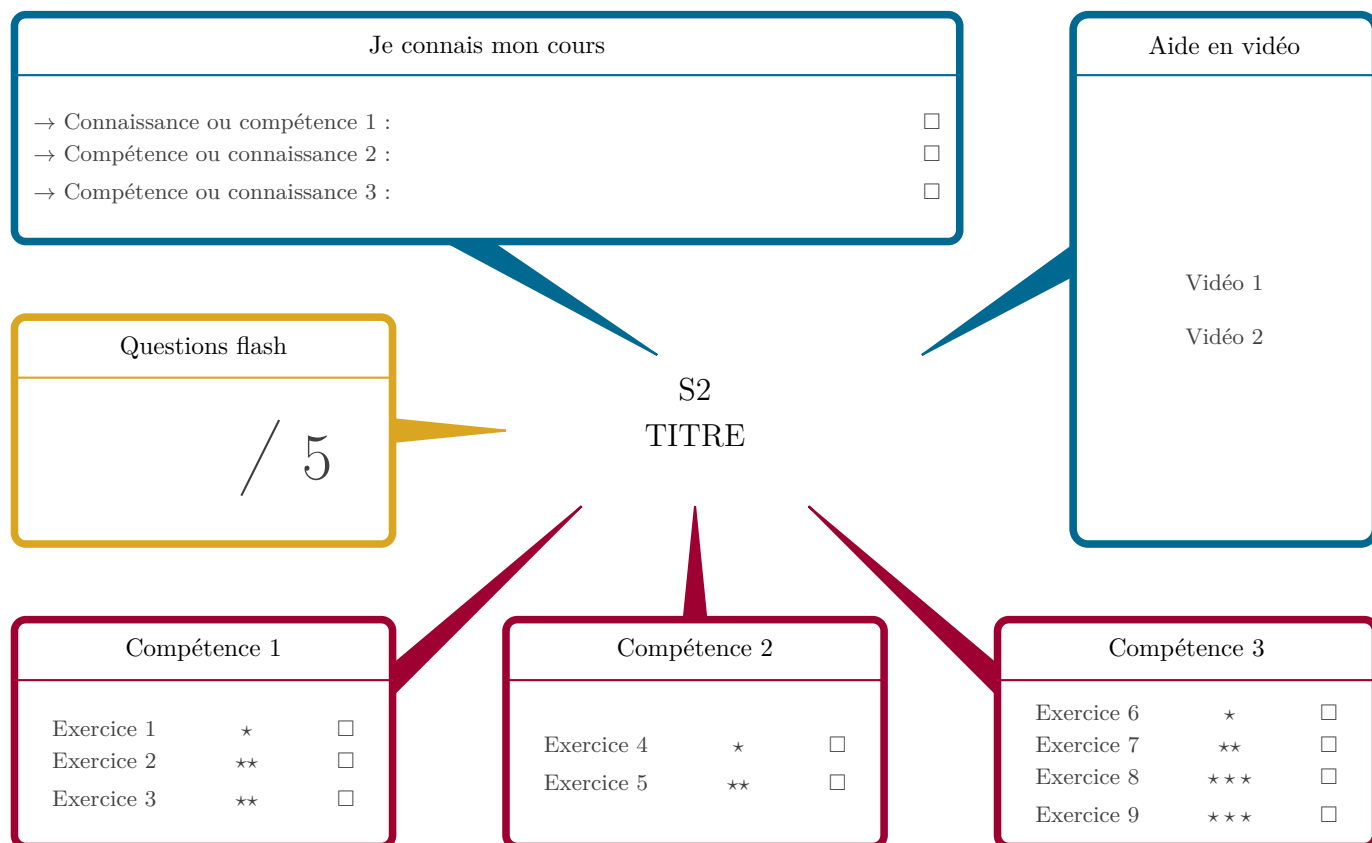 Je connais mon cours
→ Connaissance ou compétence 1 : □
→ Compétence ou connaissance 2 : □
→ Compétence ou connaissance 3 : □
Aide en vidéo
Vidéo 1
Vidéo 2
Questions flash
/ 5
S2
TITRE
Compétence 1
Exercice 1 ⋆ □
Exercice 2 ⋆⋆ □
Exercice 3 ⋆⋆ □
Compétence 2
Exercice 4 ⋆ □
Exercice 5 ⋆⋆ □
Compétence 3
Exercice 6 ⋆ □
Exercice 7 ⋆⋆ □
Exercice 8 ⋆⋆⋆ □
Exercice 9 ⋆⋆⋆ □